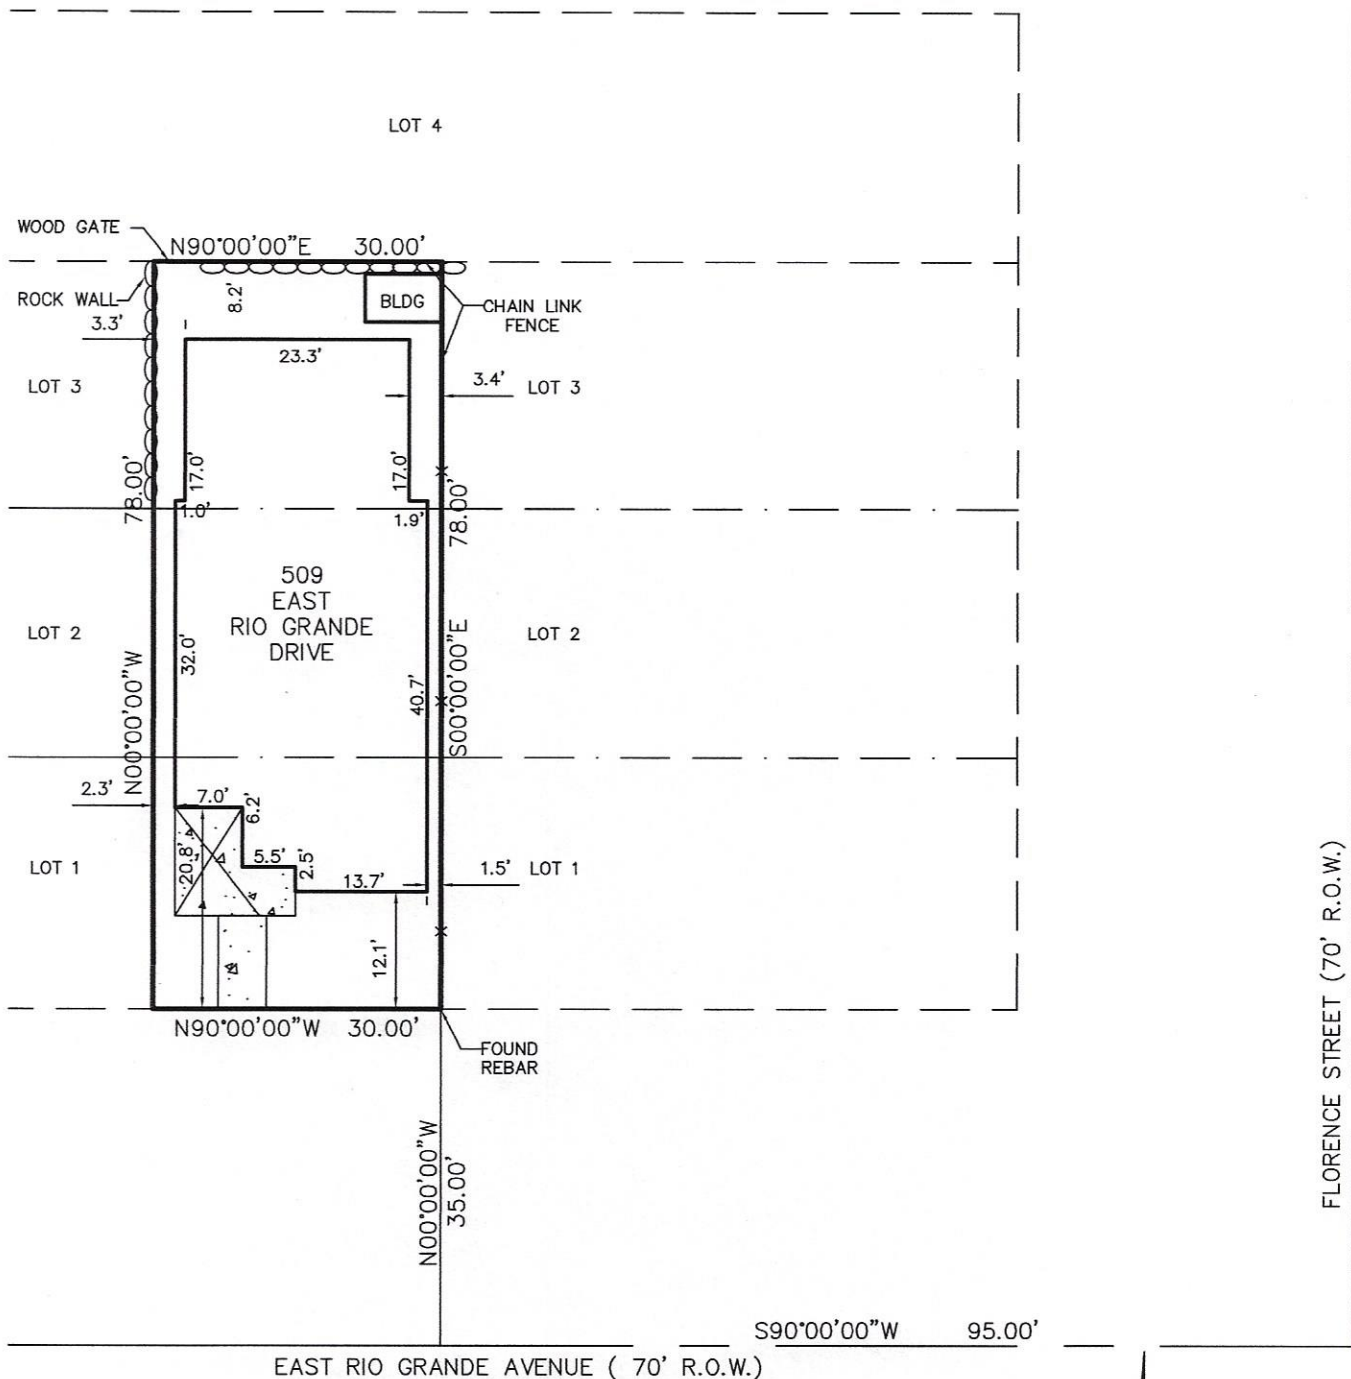 LOT 4
WOOD GATE
N90°00'00"E 30.00'
ROCK WALL
8.2'
BLDG
CHAIN LINK
FENCE
3.3'
23.3'
3.4'
LOT 3
LOT 3
78.00'
17.0'
17.0'
78.00'
1.0'
1.9'
509
EAST
RIO GRANDE
DRIVE
LOT 2
LOT 2
32.0'
N00°00'00"W
40.7'
S00°00'00"E
2.3'
7.0'
6.2'
20.8'
5.5'
2.5'
13.7'
1.5'
LOT 1
LOT 1
12.1'
N90°00'00"W 30.00'
FOUND
REBAR
N00°00'00"W
35.00'
FLORENCE STREET (70' R.O.W.)
S90°00'00"W 95.00'
EAST RIO GRANDE AVENUE ( 70' R.O.W.)